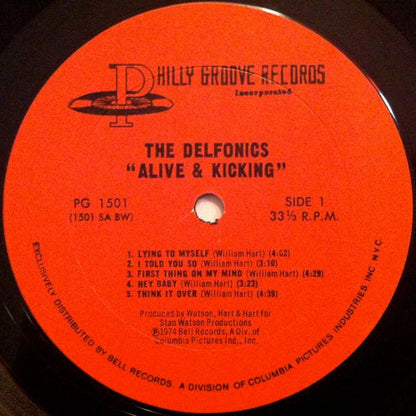 PHILLY GROOVE RECORDS
Incorporated
THE DELFONICS
"ALIVE & KICKING"
PG 1501
(1501 SA BW)
SIDE 1
33⅓ R.P.M.
1. LYING TO MYSELF (William Hart) (4:02)
2. I TOLD YOU SO (William Hart) (3:10)
3. FIRST THING ON MY MIND (William Hart) (4:29)
4. HEY BABY (William Hart) (3:23)
5. THINK IT OVER (William Hart) (4:39)
Produced by Watson, Hart & Hart for
Stan Watson Productions
Ⓟ1974 Bell Records, A Div. of
Columbia Pictures Ind., Inc.
EXCLUSIVELY DISTRIBUTED BY BELL RECORDS. A DIVISION OF COLUMBIA PICTURES INDUSTRIES INC. N.Y.C.